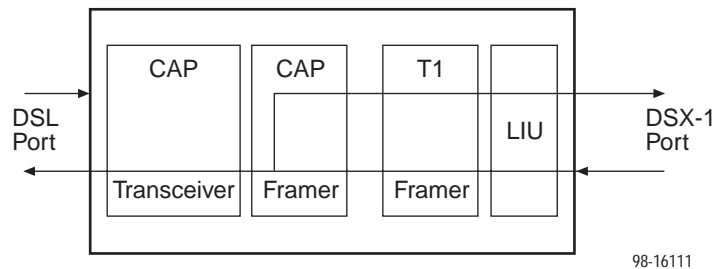 CAP
CAP
T1
DSL
Port
LIU
DSX-1
Port
Transceiver
Framer
Framer
98-16111